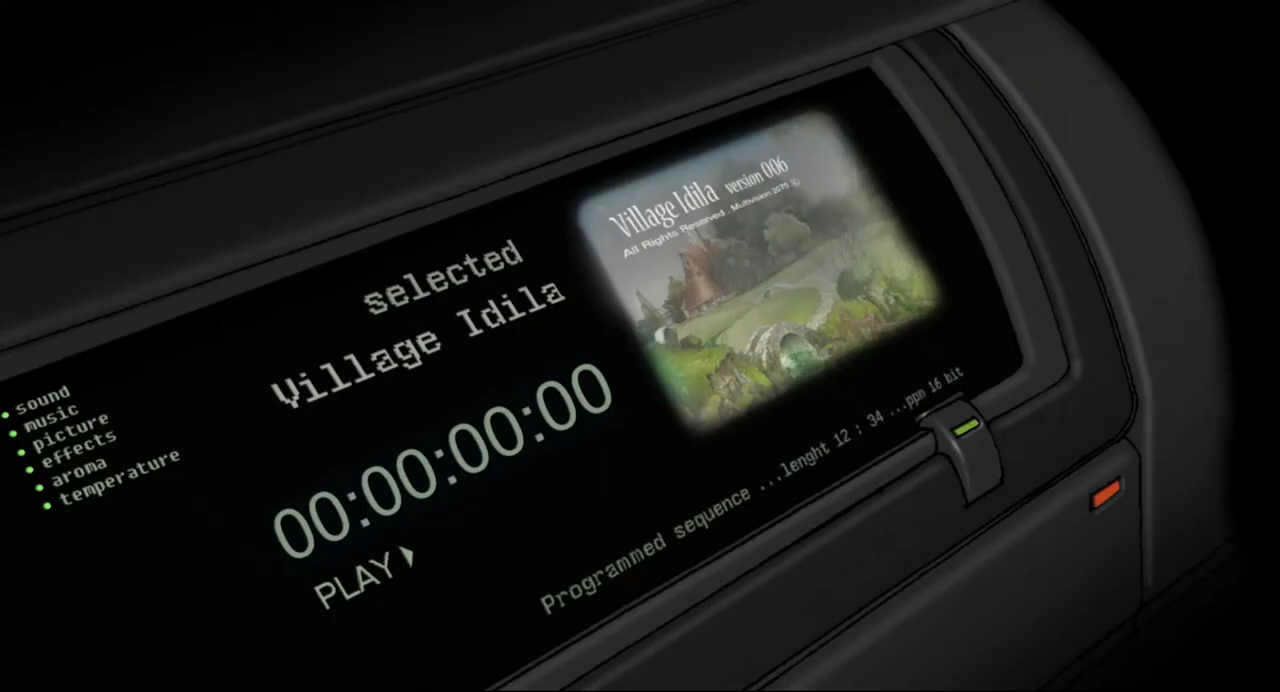 selected
Village Idila
sound
music
picture
effects
aroma
temperature
00:00:00:00
PLAY
Village Idila version 006
All Rights Reserved . Multivision 2075 ©
Programmed sequence ...lenght 12 : 34 ...ppm 16 bit